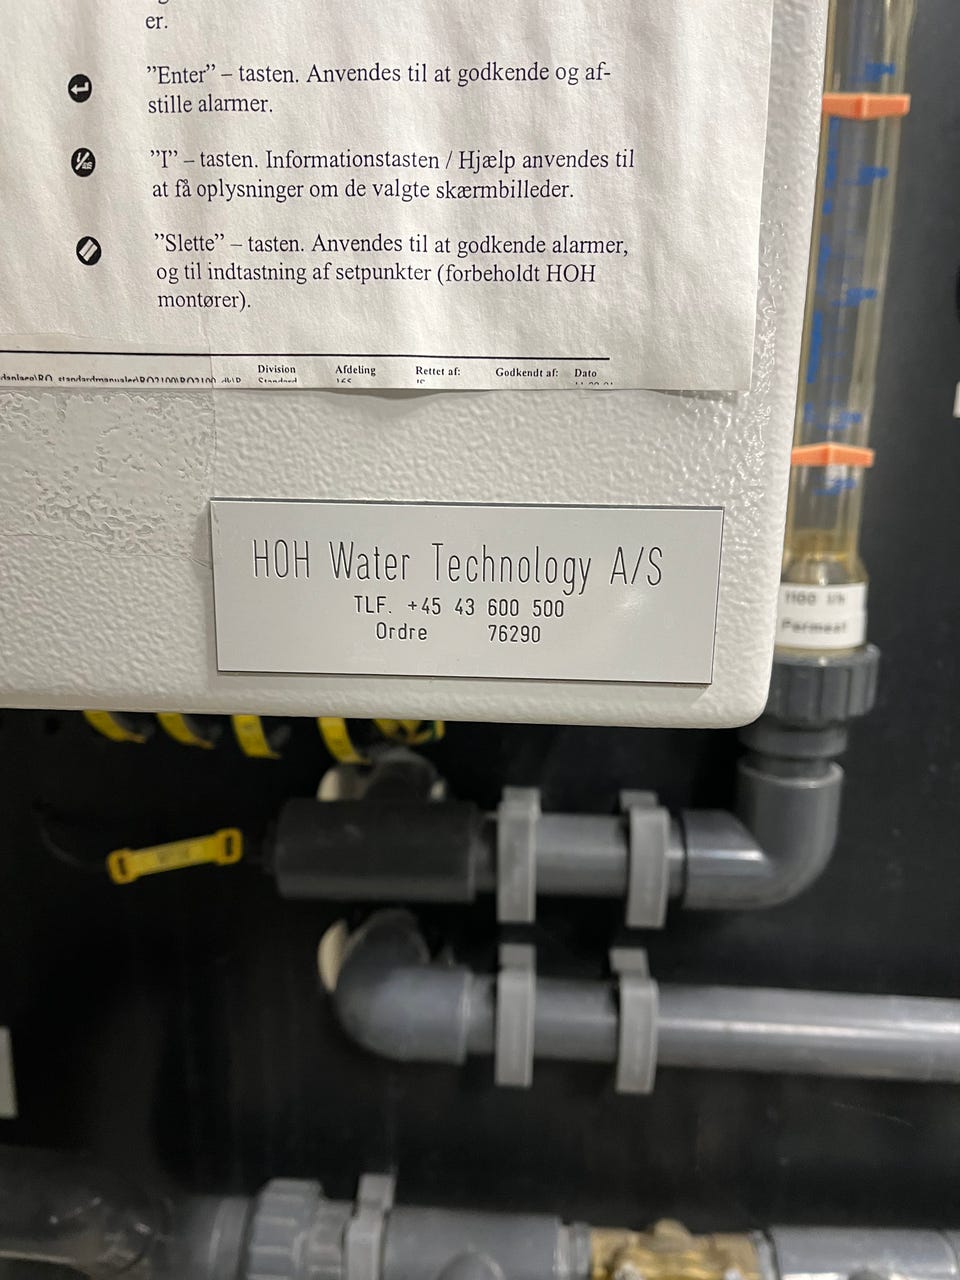 er.
”Enter” – tasten. Anvendes til at godkende og af-
stille alarmer.
”I” – tasten. Informationstasten / Hjælp anvendes til
at få oplysninger om de valgte skærmbilleder.
”Slette” – tasten. Anvendes til at godkende alarmer,
og til indtastning af setpunkter (forbeholdt HOH
montører).
Division Afdeling Rettet af: Godkendt af: Dato
Standard
HOH Water Technology A/S
TLF. +45 43 600 500
Ordre 76290
1100 l/h
Permeat